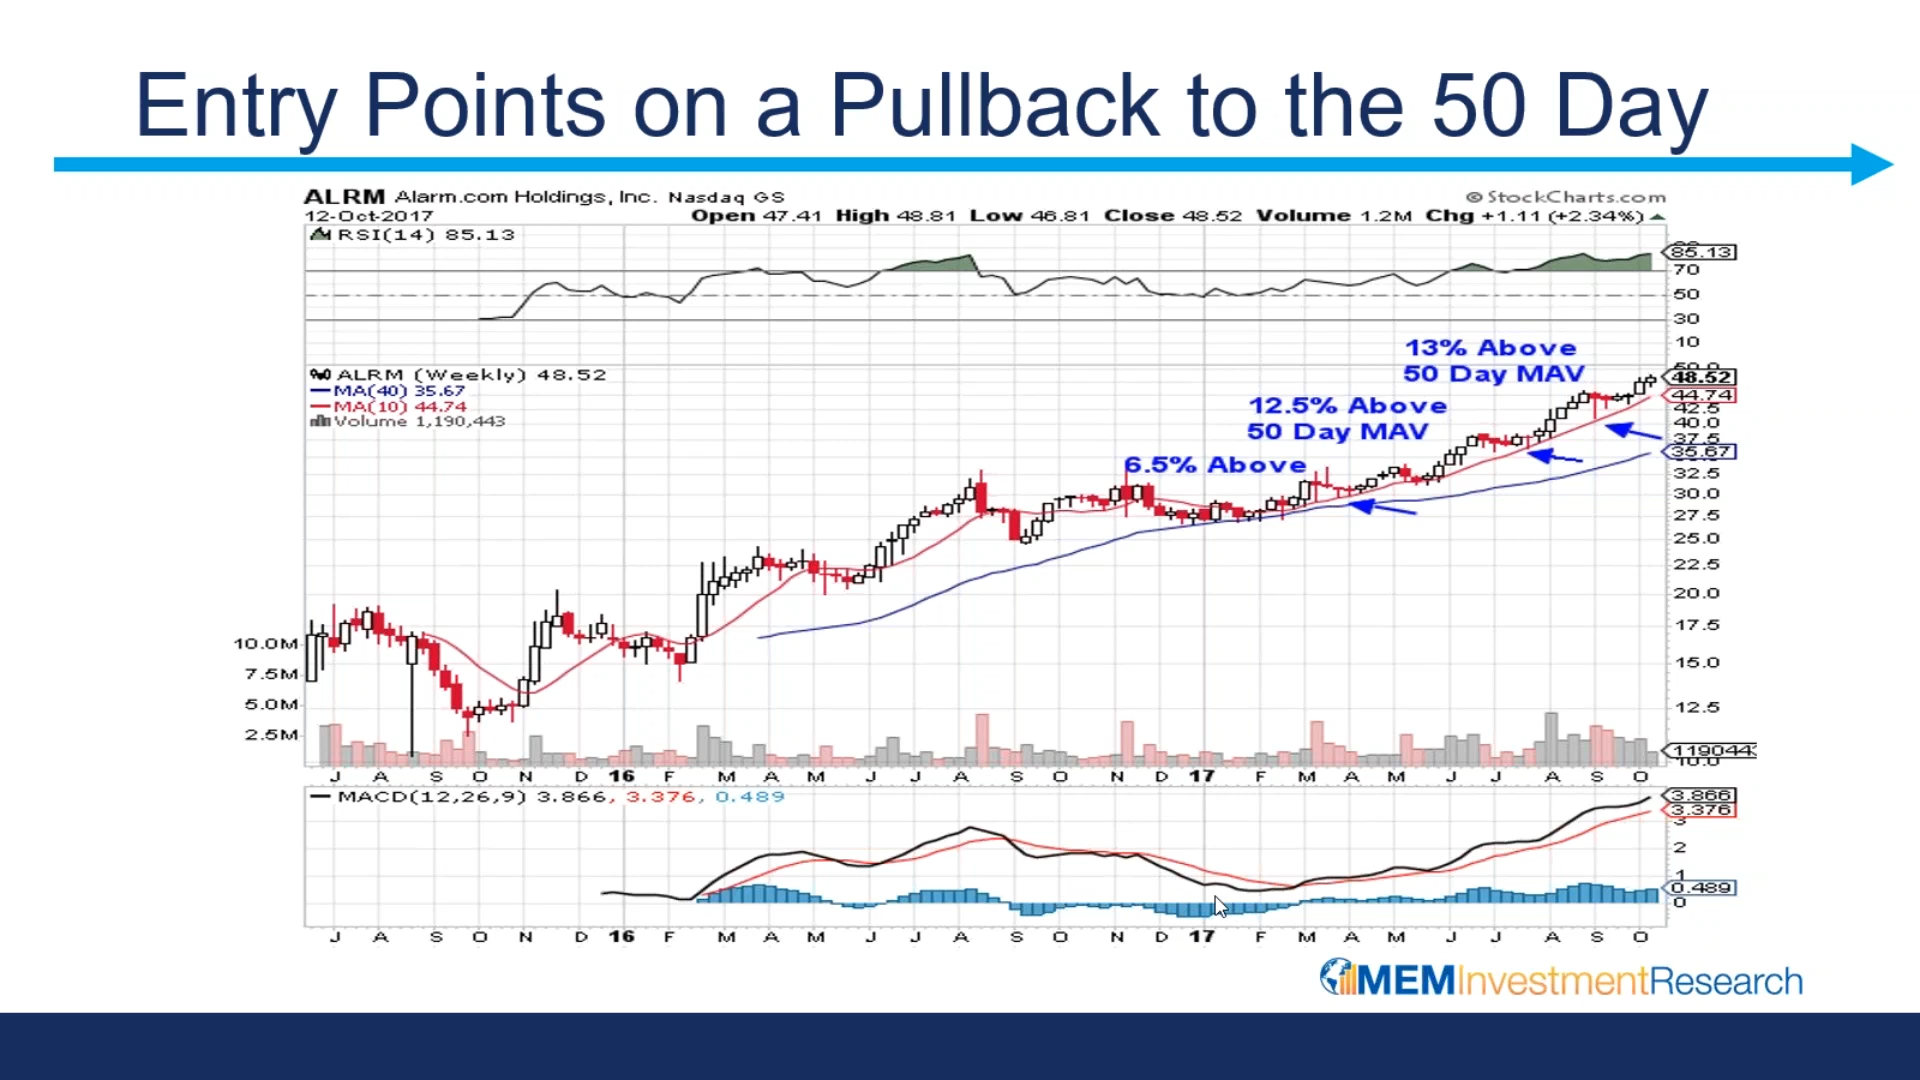 Entry Points on a Pullback to the 50 Day
ALRM Alarm.com Holdings, Inc. Nasdaq GS
© StockCharts.com
12-Oct-2017
Open 47.41 High 48.81 Low 46.81 Close 48.52 Volume 1.2M Chg +1.11 (+2.34%)
RSI(14) 85.13
85.13
70
50
30
10
13% Above
50 Day MAV
12.5% Above
50 Day MAV
6.5% Above
ALRM (Weekly) 48.52
MA(40) 35.67
MA(10) 44.74
Volume 1,190,443
50.0
48.52
44.74
42.5
40.0
37.5
35.67
32.5
30.0
27.5
25.0
22.5
20.0
17.5
15.0
12.5
1190443
10.0
10.0M
7.5M
5.0M
2.5M
J A S O N D 16 F M A M J J A S O N D 17 F M A M J J A S O
MACD(12,26,9) 3.866, 3.376, 0.489
3.866
3.376
3
2
1
0.489
0
J A S O N D 16 F M A M J J A S O N D 17 F M A M J J A S O
MEMInvestmentResearch